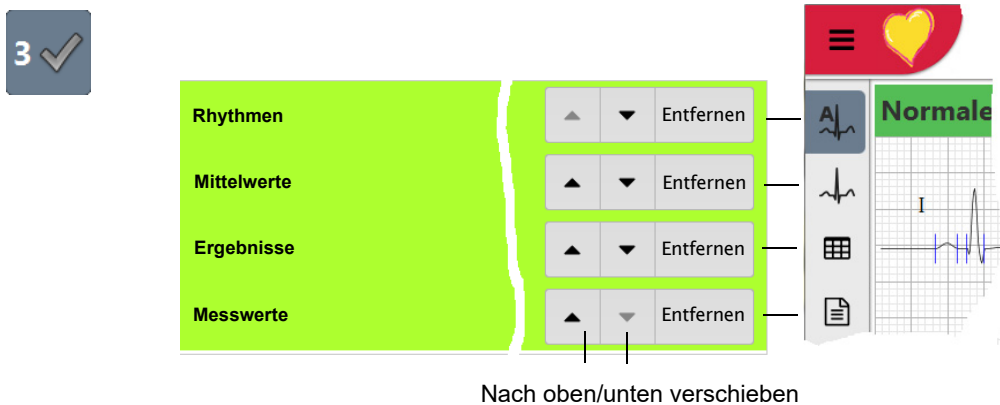 3
Rhythmen Entfernen
Mittelwerte Entfernen
Ergebnisse Entfernen
Messwerte Entfernen
Nach oben/unten verschieben
A
Normale
I